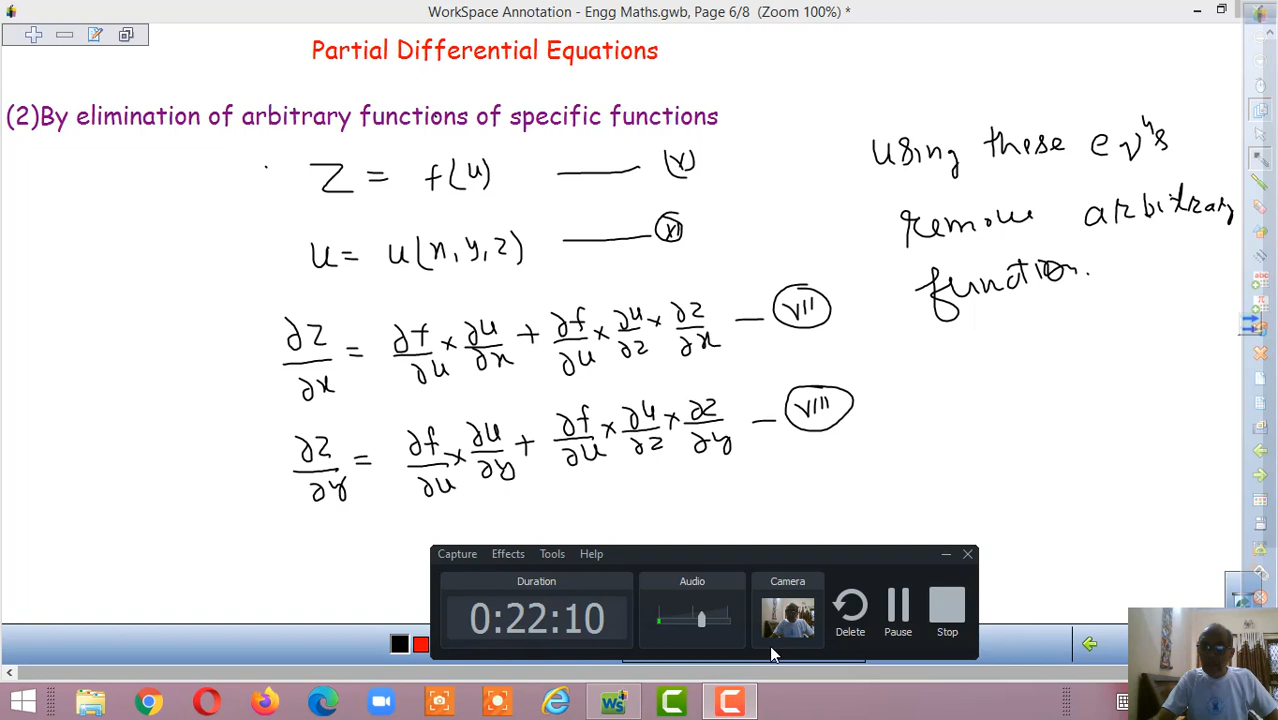 WorkSpace Annotation - Engg Maths.gwb, Page 6/8 (Zoom 100%) *
Partial Differential Equations
(2)By elimination of arbitrary functions of specific functions
Z = f(u) —— (V)
u = u(x, y, z) —— (VI)
∂z/∂x = ∂f/∂u × ∂u/∂x + ∂f/∂u × ∂u/∂z × ∂z/∂x — (VII)
∂z/∂y = ∂f/∂u × ∂u/∂y + ∂f/∂u × ∂u/∂z × ∂z/∂y — (VIII)
using these eqns
remove arbitrary
function.
Capture Effects Tools Help
Duration Audio Camera
0:22:10
Delete Pause Stop